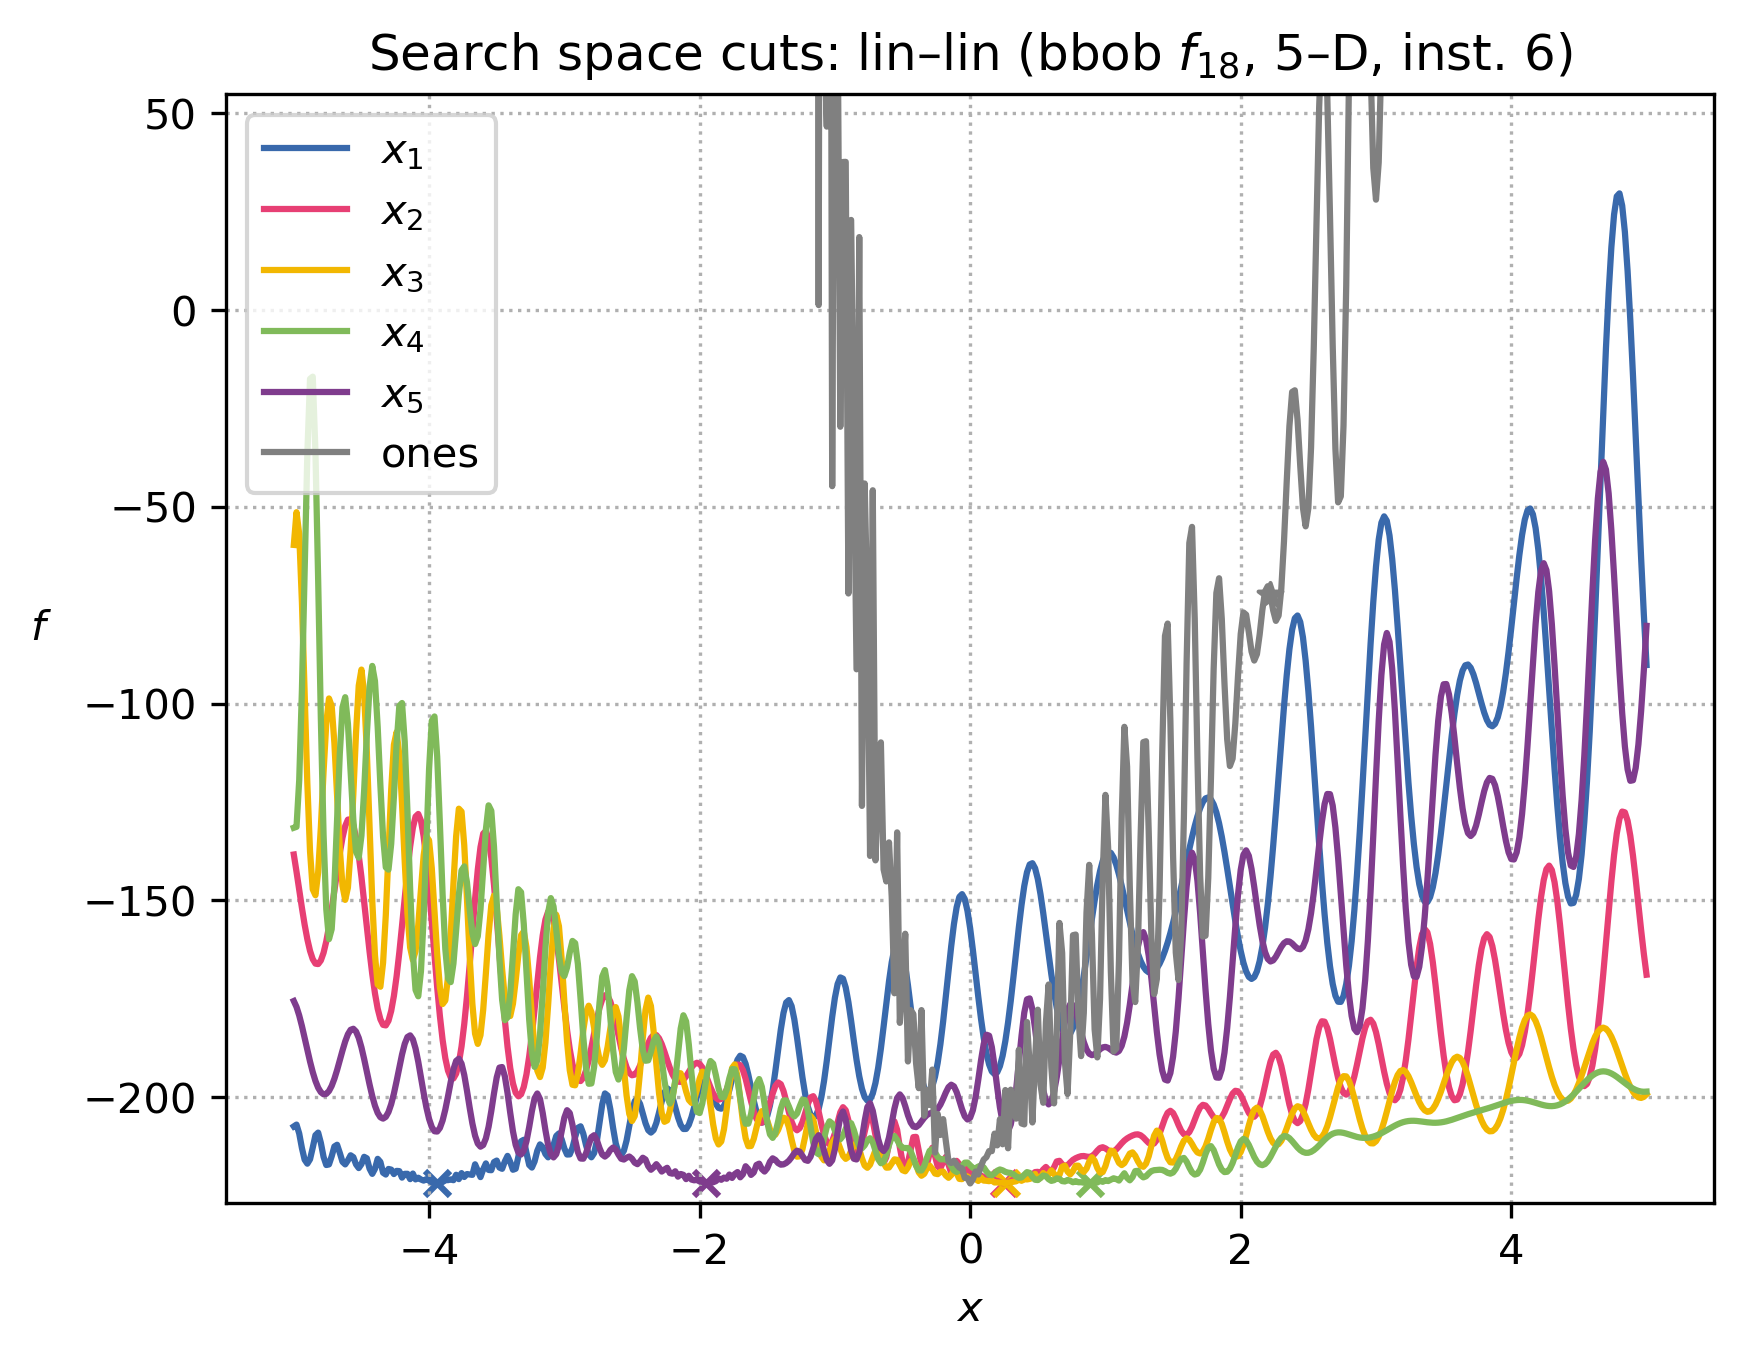 Search space cuts: lin–lin (bbob f18, 5–D, inst. 6)
50
0
−50
−100
−150
−200
f
x1
x2
x3
x4
x5
ones
−4
−2
0
2
4
x